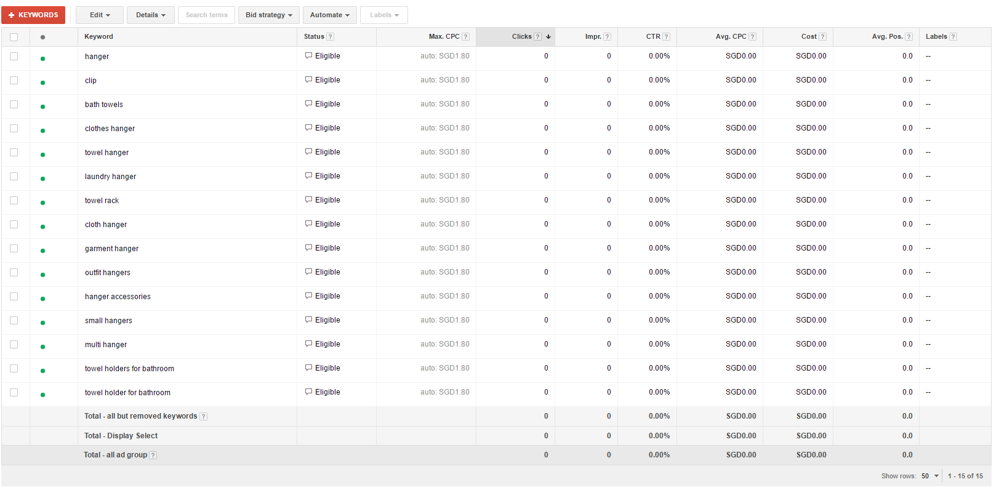 + KEYWORDS Edit Details Search terms Bid strategy Automate Labels
Keyword Status ? Max. CPC ? Clicks ? Impr. ? CTR ? Avg. CPC ? Cost ? Avg. Pos. ? Labels ?
hanger Eligible auto: SGD1.80 0 0 0.00% SGD0.00 SGD0.00 0.0 --
clip Eligible auto: SGD1.80 0 0 0.00% SGD0.00 SGD0.00 0.0 --
bath towels Eligible auto: SGD1.80 0 0 0.00% SGD0.00 SGD0.00 0.0 --
clothes hanger Eligible auto: SGD1.80 0 0 0.00% SGD0.00 SGD0.00 0.0 --
towel hanger Eligible auto: SGD1.80 0 0 0.00% SGD0.00 SGD0.00 0.0 --
laundry hanger Eligible auto: SGD1.80 0 0 0.00% SGD0.00 SGD0.00 0.0 --
towel rack Eligible auto: SGD1.80 0 0 0.00% SGD0.00 SGD0.00 0.0 --
cloth hanger Eligible auto: SGD1.80 0 0 0.00% SGD0.00 SGD0.00 0.0 --
garment hanger Eligible auto: SGD1.80 0 0 0.00% SGD0.00 SGD0.00 0.0 --
outfit hangers Eligible auto: SGD1.80 0 0 0.00% SGD0.00 SGD0.00 0.0 --
hanger accessories Eligible auto: SGD1.80 0 0 0.00% SGD0.00 SGD0.00 0.0 --
small hangers Eligible auto: SGD1.80 0 0 0.00% SGD0.00 SGD0.00 0.0 --
multi hanger Eligible auto: SGD1.80 0 0 0.00% SGD0.00 SGD0.00 0.0 --
towel holders for bathroom Eligible auto: SGD1.80 0 0 0.00% SGD0.00 SGD0.00 0.0 --
towel holder for bathroom Eligible auto: SGD1.80 0 0 0.00% SGD0.00 SGD0.00 0.0 --
Total - all but removed keywords ? 0 0 0.00% SGD0.00 SGD0.00 0.0
Total - Display Select 0 0 0.00% SGD0.00 SGD0.00 0.0
Total - all ad group ? 0 0 0.00% SGD0.00 SGD0.00 0.0
Show rows: 50 1 - 15 of 15